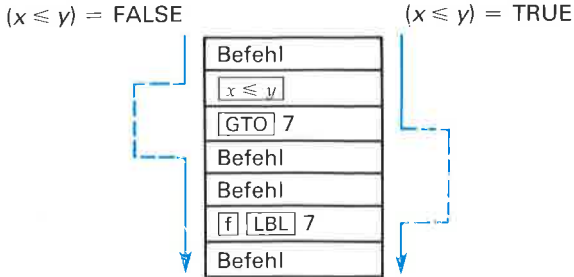 (x ≤ y) = FALSE
(x ≤ y) = TRUE
Befehl
x ≤ y
GTO 7
Befehl
Befehl
f LBL 7
Befehl